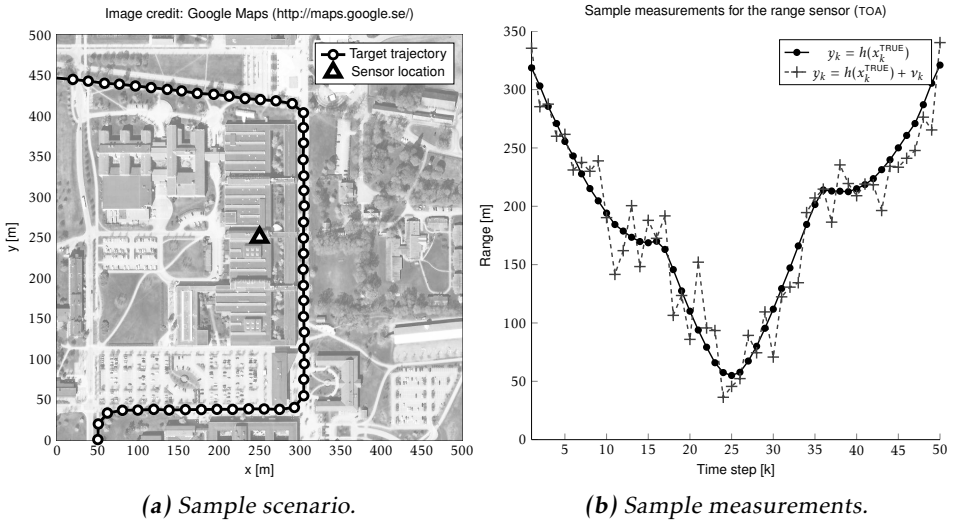 Image credit: Google Maps (http://maps.google.se/)
500
450
400
350
300
250
200
150
100
50
0
y [m]
Target trajectory
Sensor location
0 50 100 150 200 250 300 350 400 450 500
x [m]
(a) Sample scenario.
Sample measurements for the range sensor (TOA)
350
300
250
200
150
100
50
0
Range [m]
y_k = h(x_k^TRUE)
y_k = h(x_k^TRUE) + ν_k
5 10 15 20 25 30 35 40 45 50
Time step [k]
(b) Sample measurements.